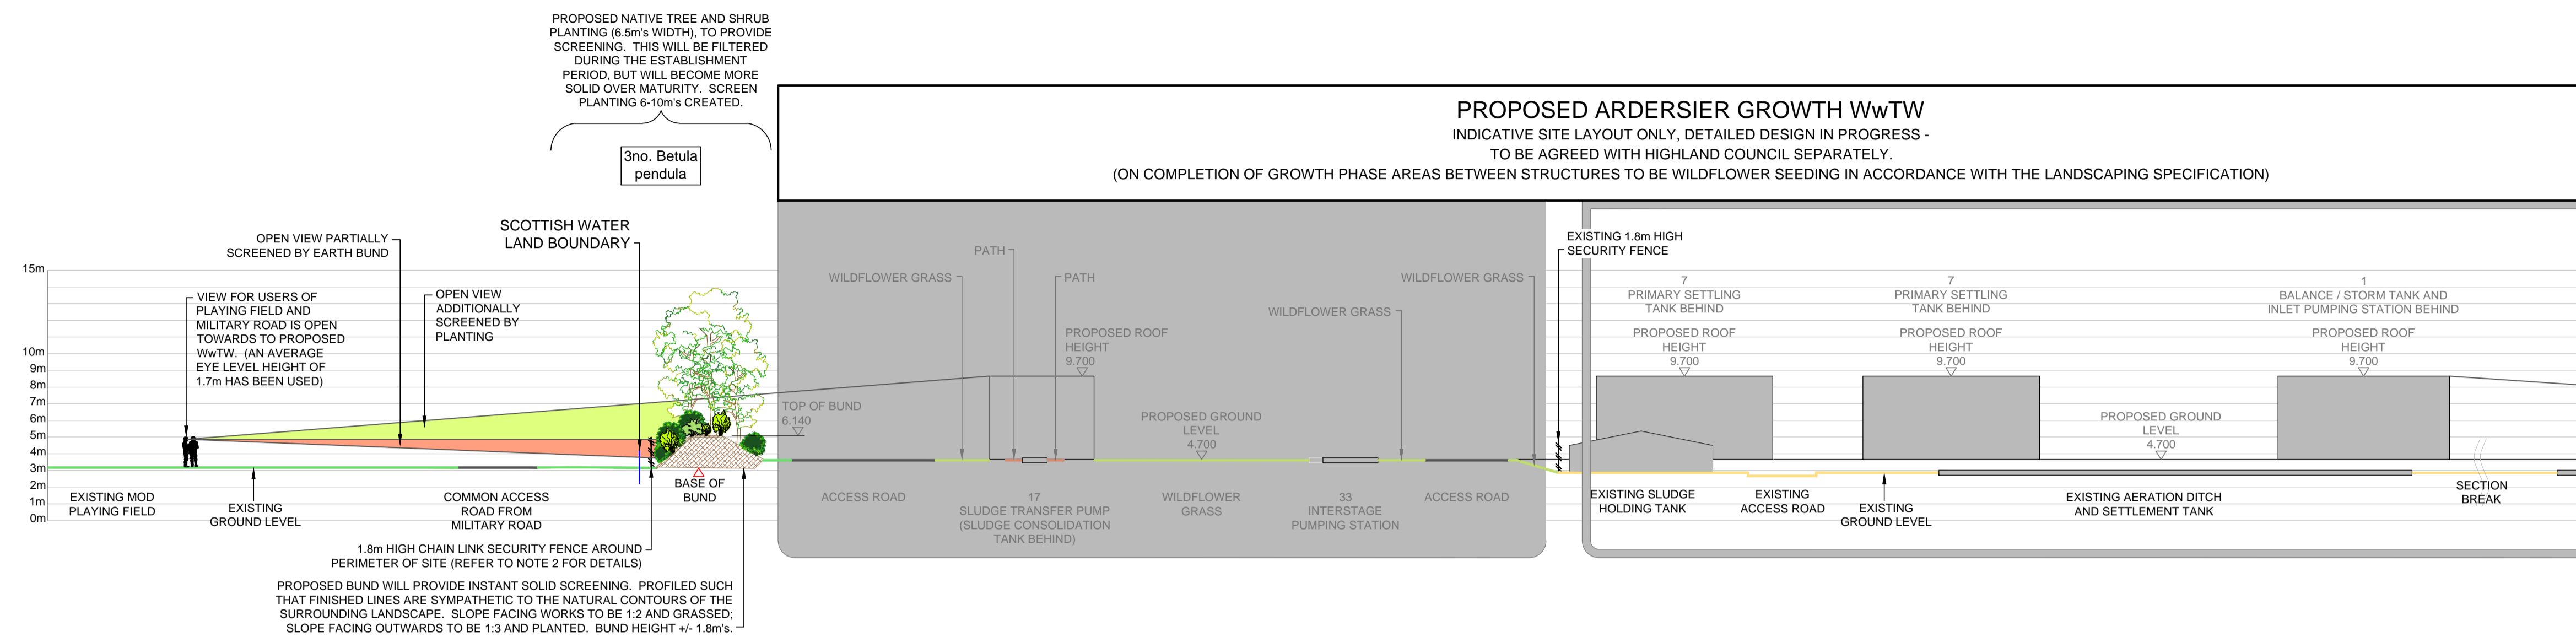 PROPOSED NATIVE TREE AND SHRUB
PLANTING (6.5m's WIDTH), TO PROVIDE
SCREENING. THIS WILL BE FILTERED
DURING THE ESTABLISHMENT
PERIOD, BUT WILL BECOME MORE
SOLID OVER MATURITY. SCREEN
PLANTING 6-10m's CREATED.
3no. Betula
pendula
PROPOSED ARDERSIER GROWTH WwTW
INDICATIVE SITE LAYOUT ONLY, DETAILED DESIGN IN PROGRESS -
TO BE AGREED WITH HIGHLAND COUNCIL SEPARATELY.
(ON COMPLETION OF GROWTH PHASE AREAS BETWEEN STRUCTURES TO BE WILDFLOWER SEEDING IN ACCORDANCE WITH THE LANDSCAPING SPECIFICATION)
SCOTTISH WATER
LAND BOUNDARY
OPEN VIEW PARTIALLY
SCREENED BY EARTH BUND
15m
10m
9m
8m
7m
6m
5m
4m
3m
2m
1m
0m
VIEW FOR USERS OF
PLAYING FIELD AND
MILITARY ROAD IS OPEN
TOWARDS TO PROPOSED
WwTW. (AN AVERAGE
EYE LEVEL HEIGHT OF
1.7m HAS BEEN USED)
OPEN VIEW
ADDITIONALLY
SCREENED BY
PLANTING
EXISTING MOD
PLAYING FIELD
EXISTING
GROUND LEVEL
COMMON ACCESS
ROAD FROM
MILITARY ROAD
BASE OF
BUND
1.8m HIGH CHAIN LINK SECURITY FENCE AROUND
PERIMETER OF SITE (REFER TO NOTE 2 FOR DETAILS)
PROPOSED BUND WILL PROVIDE INSTANT SOLID SCREENING. PROFILED SUCH
THAT FINISHED LINES ARE SYMPATHETIC TO THE NATURAL CONTOURS OF THE
SURROUNDING LANDSCAPE. SLOPE FACING WORKS TO BE 1:2 AND GRASSED;
SLOPE FACING OUTWARDS TO BE 1:3 AND PLANTED. BUND HEIGHT +/- 1.8m's.
TOP OF BUND
6.140
WILDFLOWER GRASS
PATH
PATH
PROPOSED ROOF
HEIGHT
9.700
PROPOSED GROUND
LEVEL
4.700
WILDFLOWER GRASS
WILDFLOWER GRASS
ACCESS ROAD
17
SLUDGE TRANSFER PUMP
(SLUDGE CONSOLIDATION
TANK BEHIND)
WILDFLOWER
GRASS
33
INTERSTAGE
PUMPING STATION
ACCESS ROAD
EXISTING 1.8m HIGH
SECURITY FENCE
7
PRIMARY SETTLING
TANK BEHIND
PROPOSED ROOF
HEIGHT
9.700
7
PRIMARY SETTLING
TANK BEHIND
PROPOSED ROOF
HEIGHT
9.700
PROPOSED GROUND
LEVEL
4.700
1
BALANCE / STORM TANK AND
INLET PUMPING STATION BEHIND
PROPOSED ROOF
HEIGHT
9.700
EXISTING SLUDGE
HOLDING TANK
EXISTING
ACCESS ROAD
EXISTING
GROUND LEVEL
EXISTING AERATION DITCH
AND SETTLEMENT TANK
SECTION
BREAK